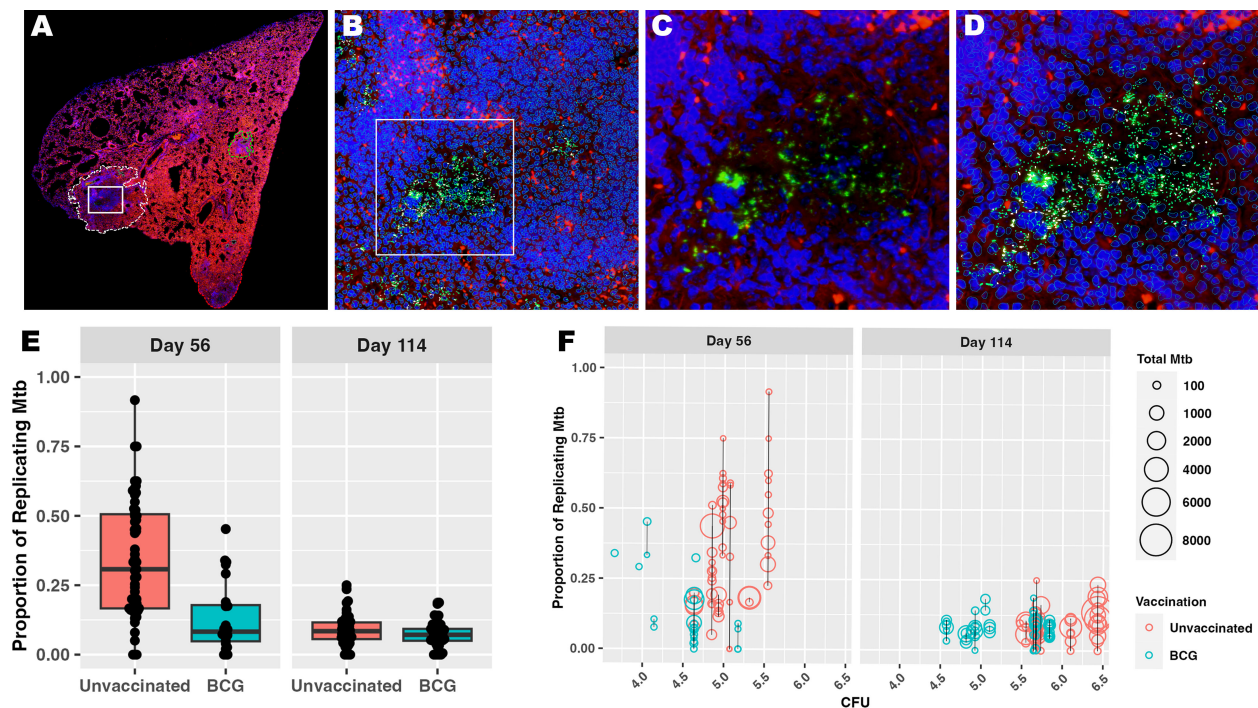 A
B
C
D
E
Day 56
Day 114
Proportion of Replicating Mtb
1.00
0.75
0.50
0.25
0.00
Unvaccinated
BCG
Unvaccinated
BCG
F
Day 56
Day 114
Proportion of Replicating Mtb
1.00
0.75
0.50
0.25
0.00
4.0
4.5
5.0
5.5
6.0
6.5
4.0
4.5
5.0
5.5
6.0
6.5
CFU
Total Mtb
100
1000
2000
4000
6000
8000
Vaccination
Unvaccinated
BCG